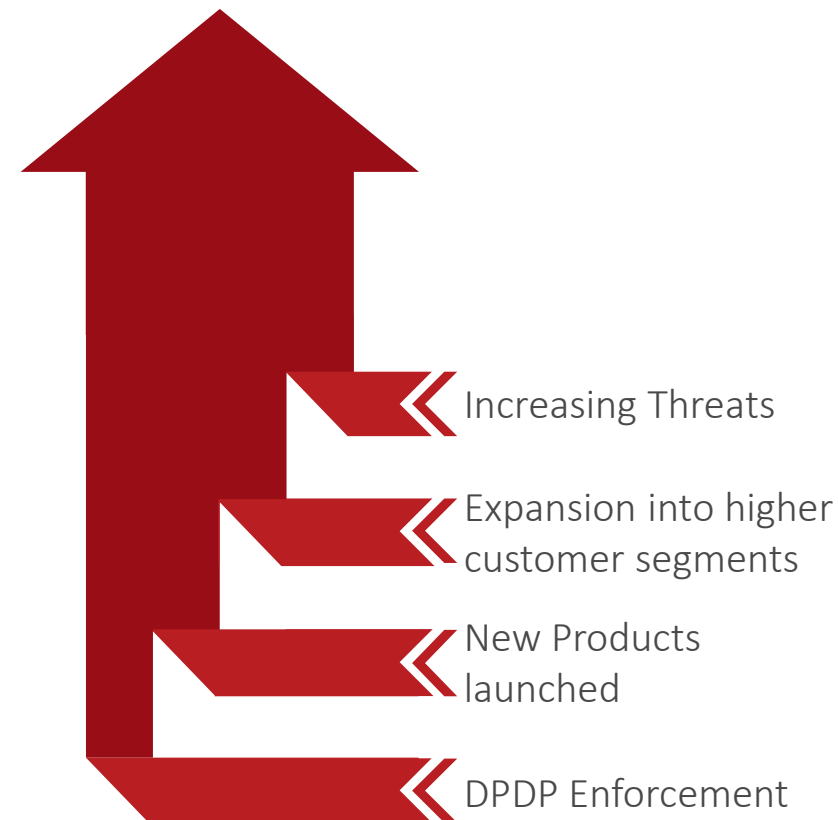 Increasing Threats
Expansion into higher
customer segments
New Products
launched
DPDP Enforcement